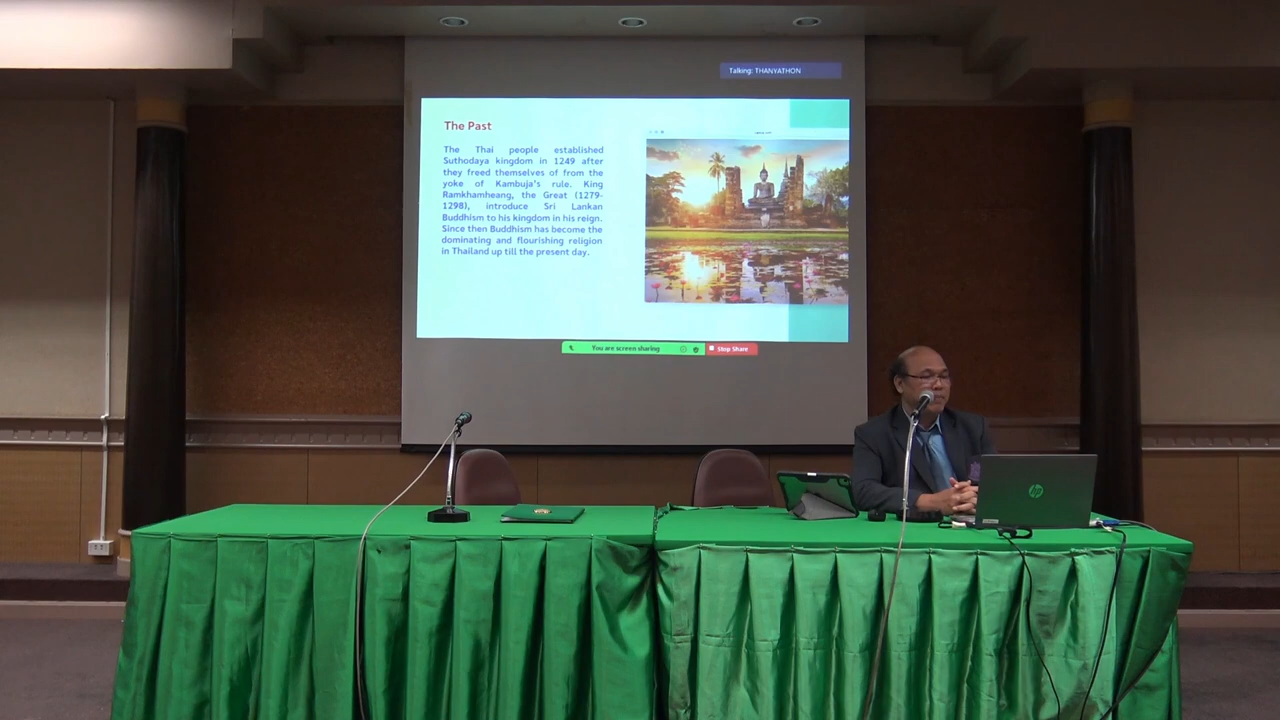 Talking: THANYATHON
The Past
The Thai people established
Suthodaya kingdom in 1249 after
they freed themselves of from the
yoke of Kambuja's rule. King
Ramkhamheang, the Great (1279-
1298), introduce Sri Lankan
Buddhism to his kingdom in his reign.
Since then Buddhism has become the
dominating and flourishing religion
in Thailand up till the present day.
You are screen sharing
Stop Share
hp